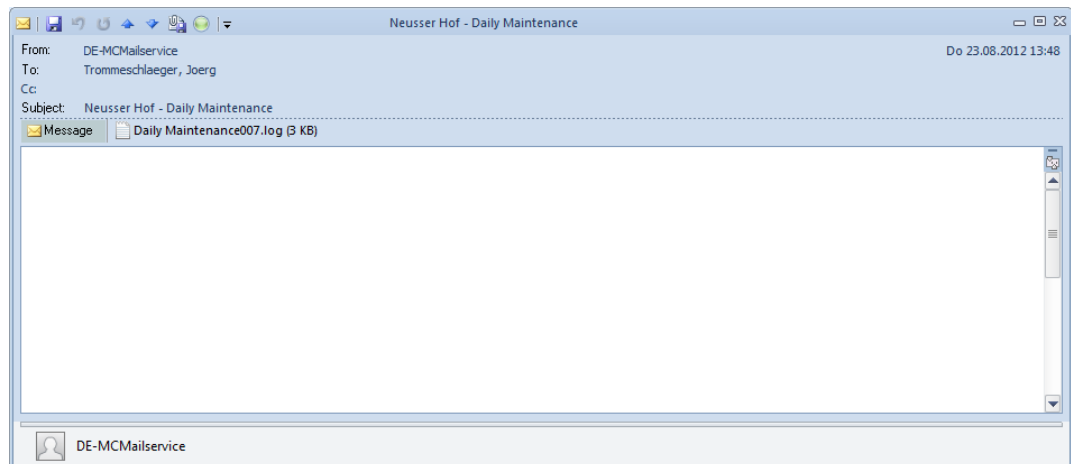 Neusser Hof - Daily Maintenance
From: DE-MCMailservice Do 23.08.2012 13:48
To: Trommeschlaeger, Joerg
Cc:
Subject: Neusser Hof - Daily Maintenance
Message Daily Maintenance007.log (3 KB)
DE-MCMailservice